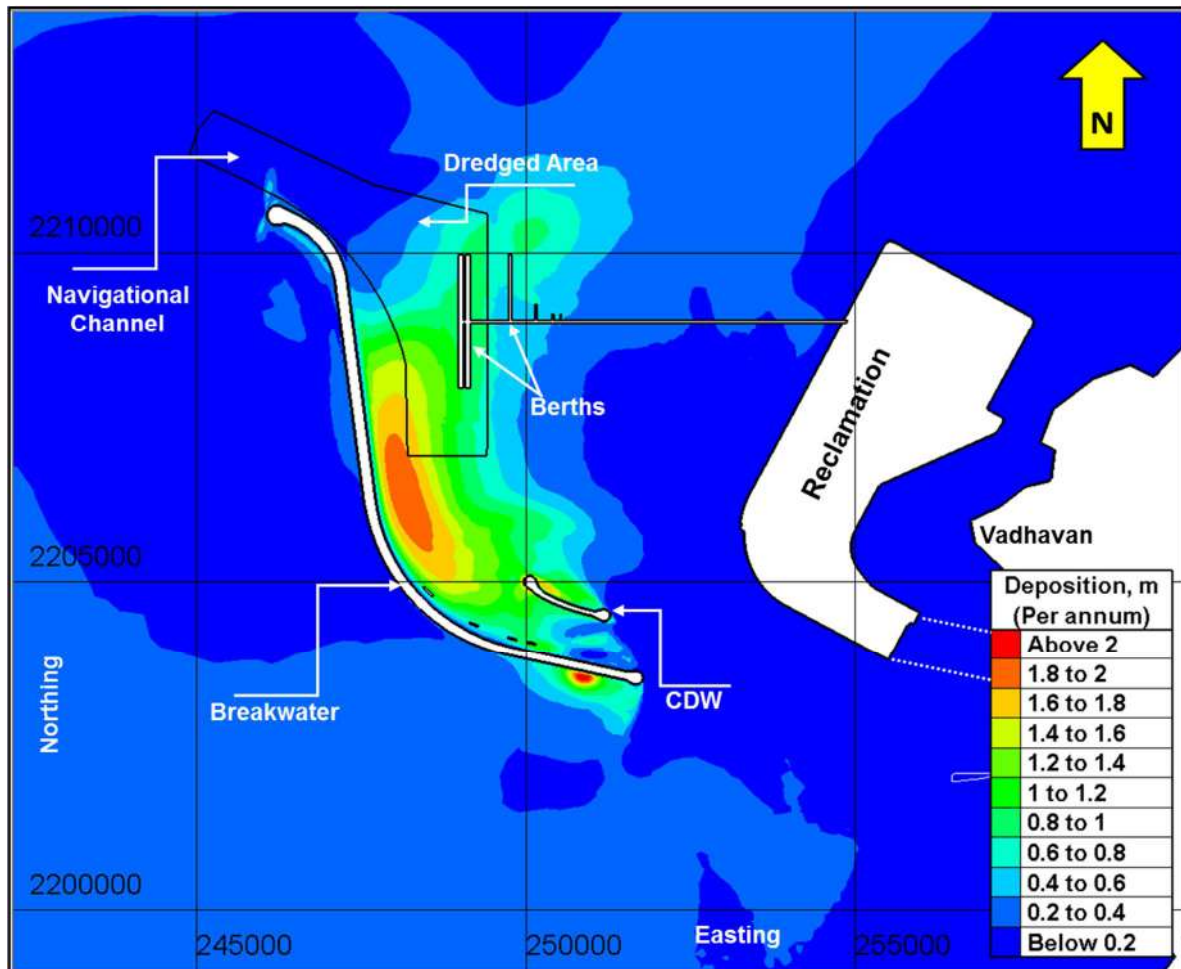 N
Dredged Area
2210000
Navigational
Channel
Berths
Reclamation
Vadhavan
2205000
Deposition, m
(Per annum)
Above 2
1.8 to 2
1.6 to 1.8
1.4 to 1.6
1.2 to 1.4
1 to 1.2
0.8 to 1
0.6 to 0.8
0.4 to 0.6
0.2 to 0.4
Below 0.2
Northing
Breakwater
CDW
2200000
245000
250000
Easting
255000